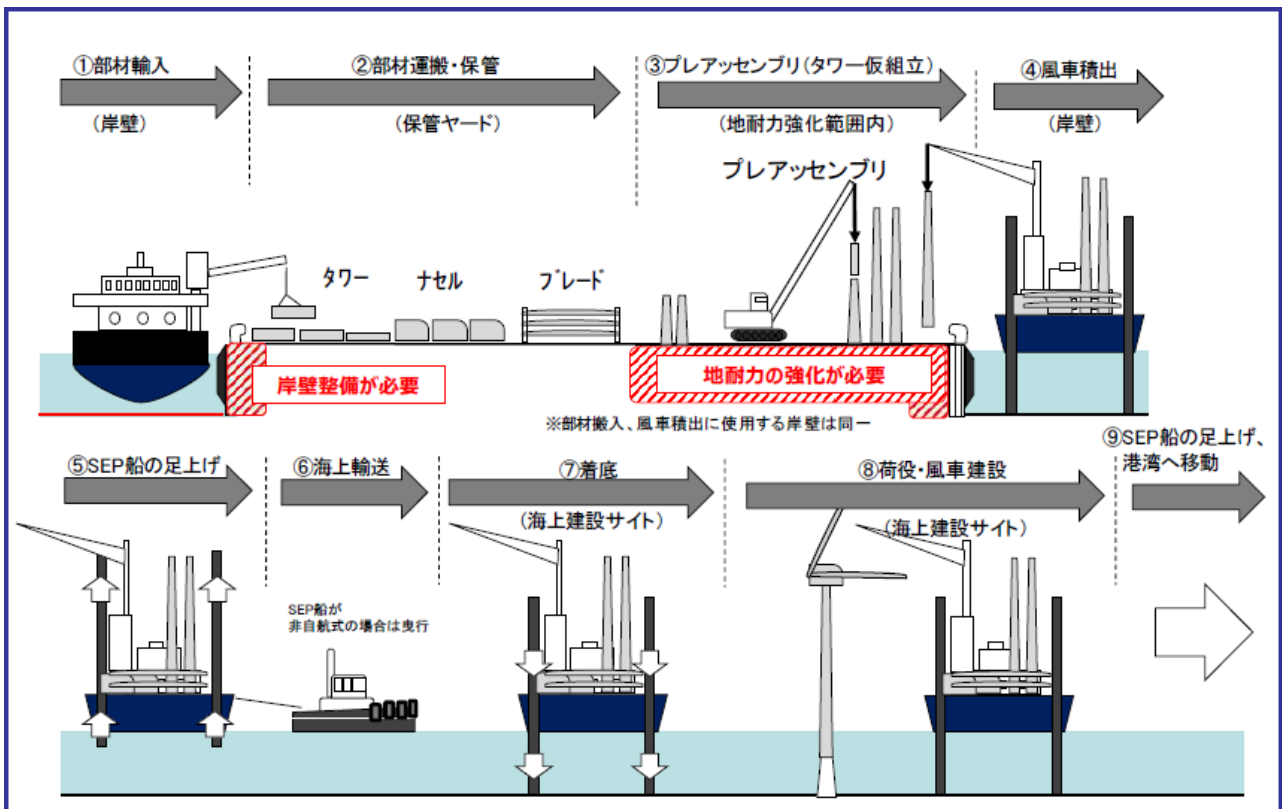 ①部材輸入
(岸壁)
②部材運搬・保管
(保管ヤード)
③プレアッセンブリ(タワー仮組立)
(地耐力強化範囲内)
④風車積出
(岸壁)
プレアッセンブリ
タワー
ナセル
ブレード
岸壁整備が必要
地耐力の強化が必要
※部材搬入、風車積出に使用する岸壁は同一
⑤SEP船の足上げ
⑥海上輸送
SEP船が
非自航式の場合は曳行
⑦着底
(海上建設サイト)
⑧荷役・風車建設
(海上建設サイト)
⑨SEP船の足上げ、
港湾へ移動